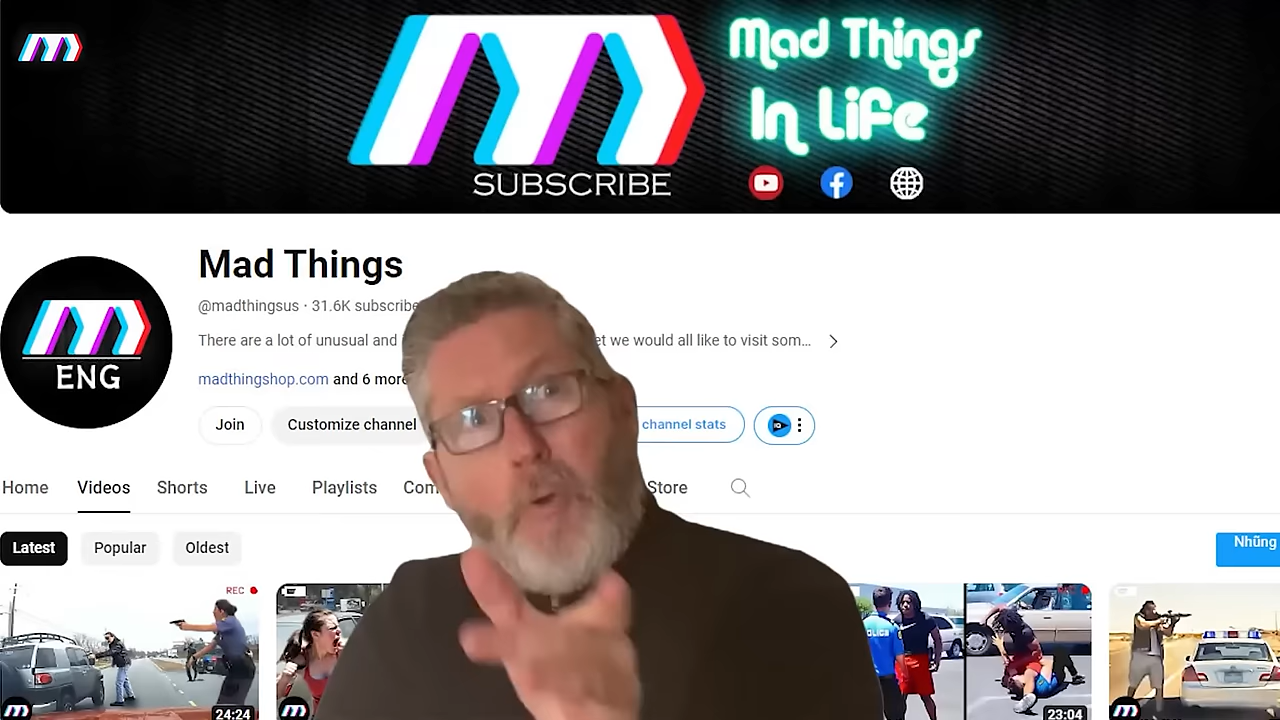 Mad Things
In Life
SUBSCRIBE
Mad Things
@madthingsus · 31.6K subscribe
There are a lot of unusual and
et we would all like to visit som...
madthingshop.com and 6 more
ENG
Join
Customize channel
channel stats
Home
Videos
Shorts
Live
Playlists
Com
Store
Latest
Popular
Oldest
Những
REC
24:24
OLICE
23:04